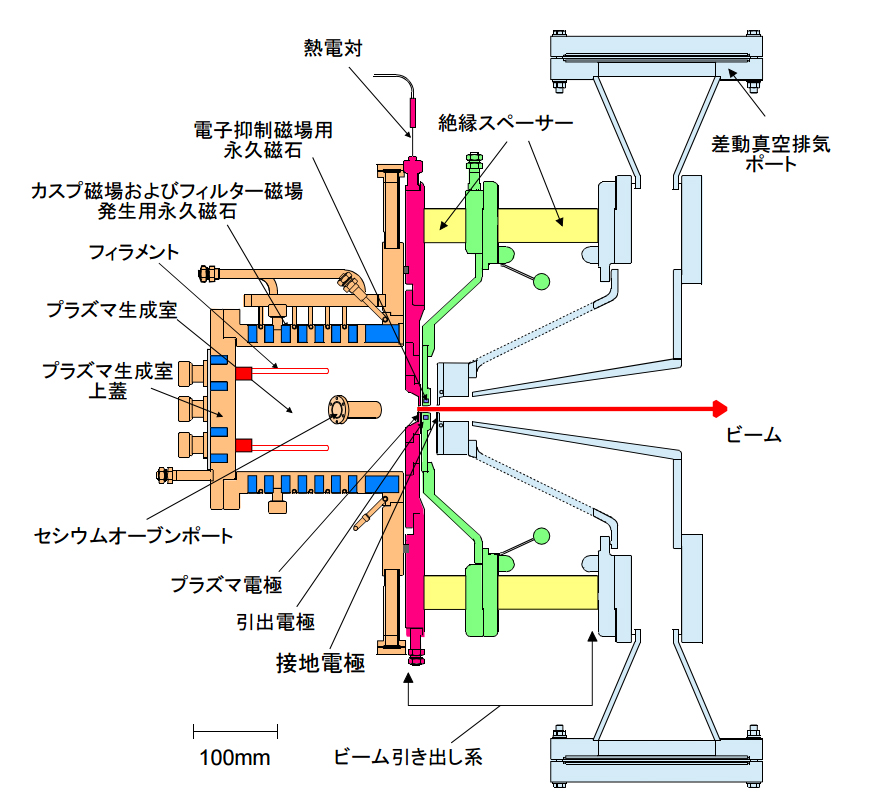 熱電対
電子抑制磁場用
永久磁石
絶縁スペーサー
差動真空排気
ポート
カスプ磁場およびフィルター磁場
発生用永久磁石
フィラメント
プラズマ生成室
プラズマ生成室
上蓋
ビーム
セシウムオーブンポート
プラズマ電極
引出電極
接地電極
100mm
ビーム引き出し系